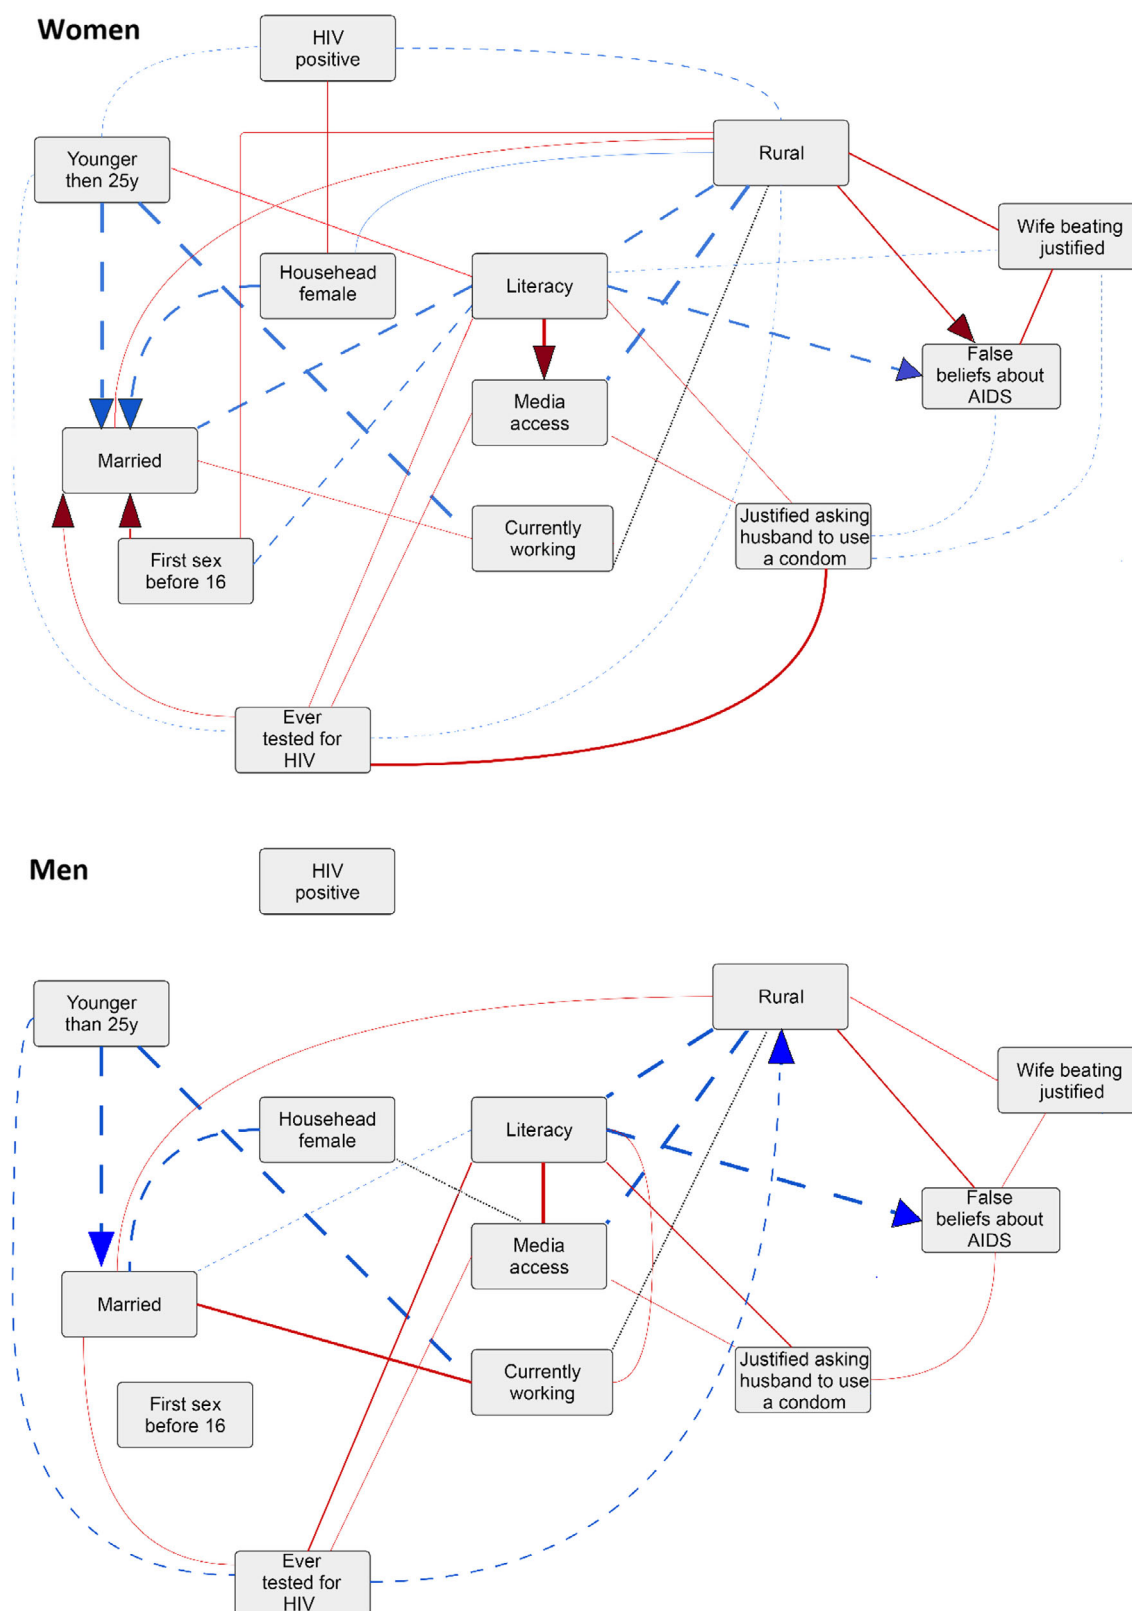 Women
HIV
positive
Younger
then 25y
Rural
Wife beating
justified
Househead
female
Literacy
False
beliefs about
AIDS
Media
access
Married
Currently
working
Justified asking
husband to use
a condom
First sex
before 16
Ever
tested for
HIV
Men
HIV
positive
Younger
than 25y
Rural
Wife beating
justified
Househead
female
Literacy
False
beliefs about
AIDS
Media
access
Married
Currently
working
Justified asking
husband to use
a condom
First sex
before 16
Ever
tested for
HIV